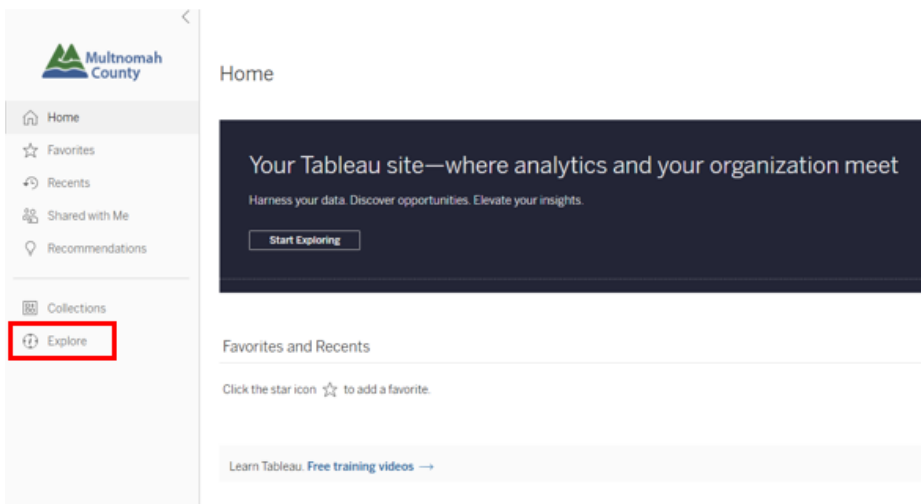 Multnomah
County
Home
Favorites
Recents
Shared with Me
Recommendations
Collections
Explore
Home
Your Tableau site—where analytics and your organization meet
Harness your data. Discover opportunities. Elevate your insights.
Start Exploring
Favorites and Recents
Click the star icon to add a favorite.
Learn Tableau. Free training videos →